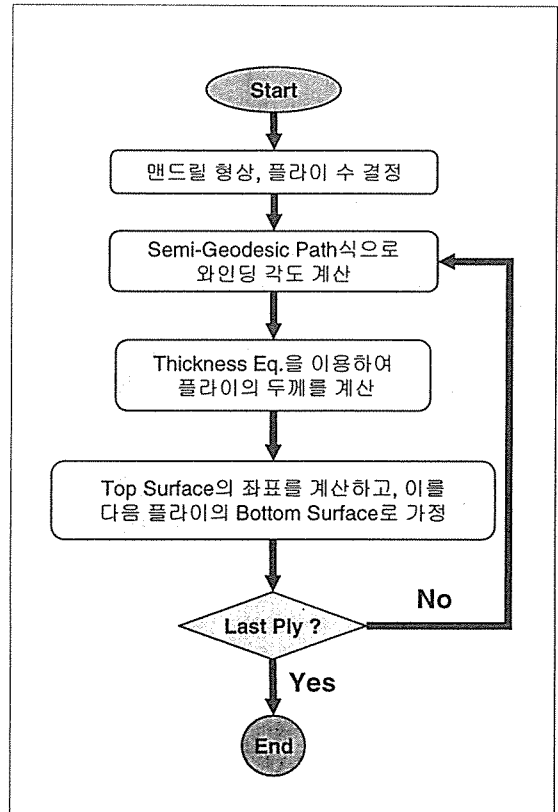 Start
맨드릴 형상, 플라이 수 결정
Semi-Geodesic Path식으로
와인딩 각도 계산
Thickness Eq.을 이용하여
플라이의 두께를 계산
Top Surface의 좌표를 계산하고, 이를
다음 플라이의 Bottom Surface로 가정
Last Ply ?
No
Yes
End